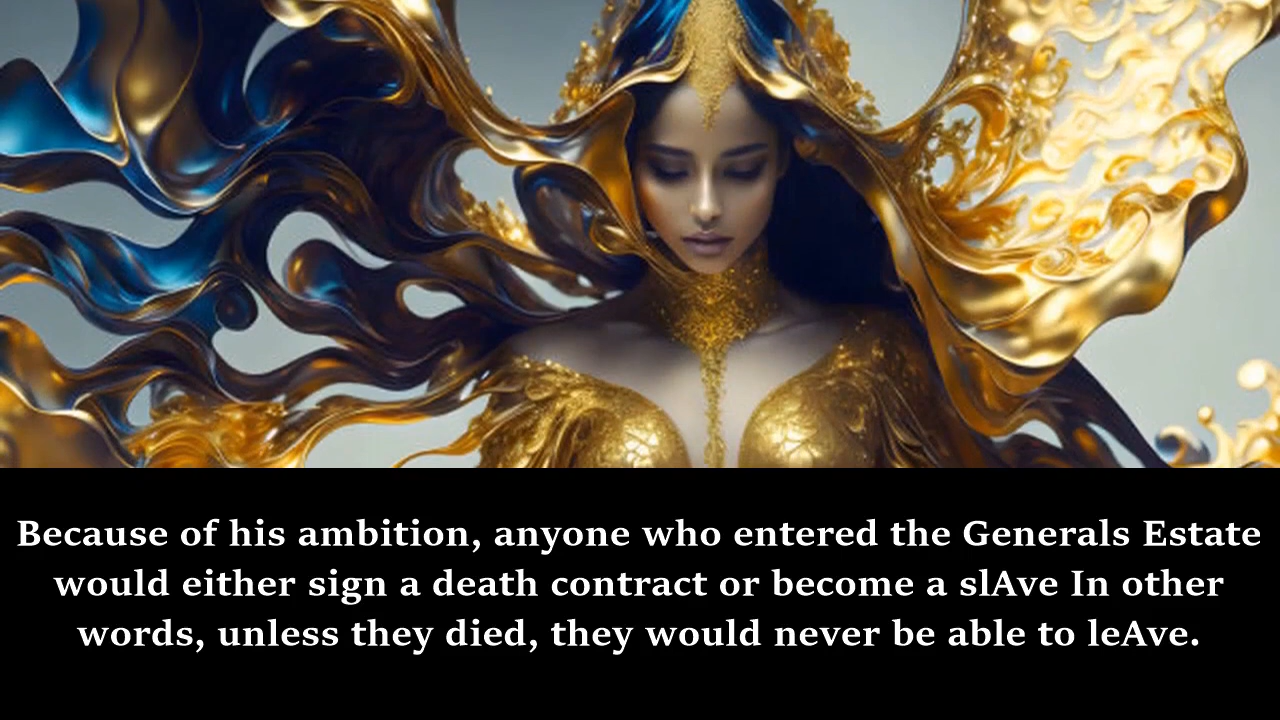 Because of his ambition, anyone who entered the Generals Estate
would either sign a death contract or become a slAve In other
words, unless they died, they would never be able to leAve.